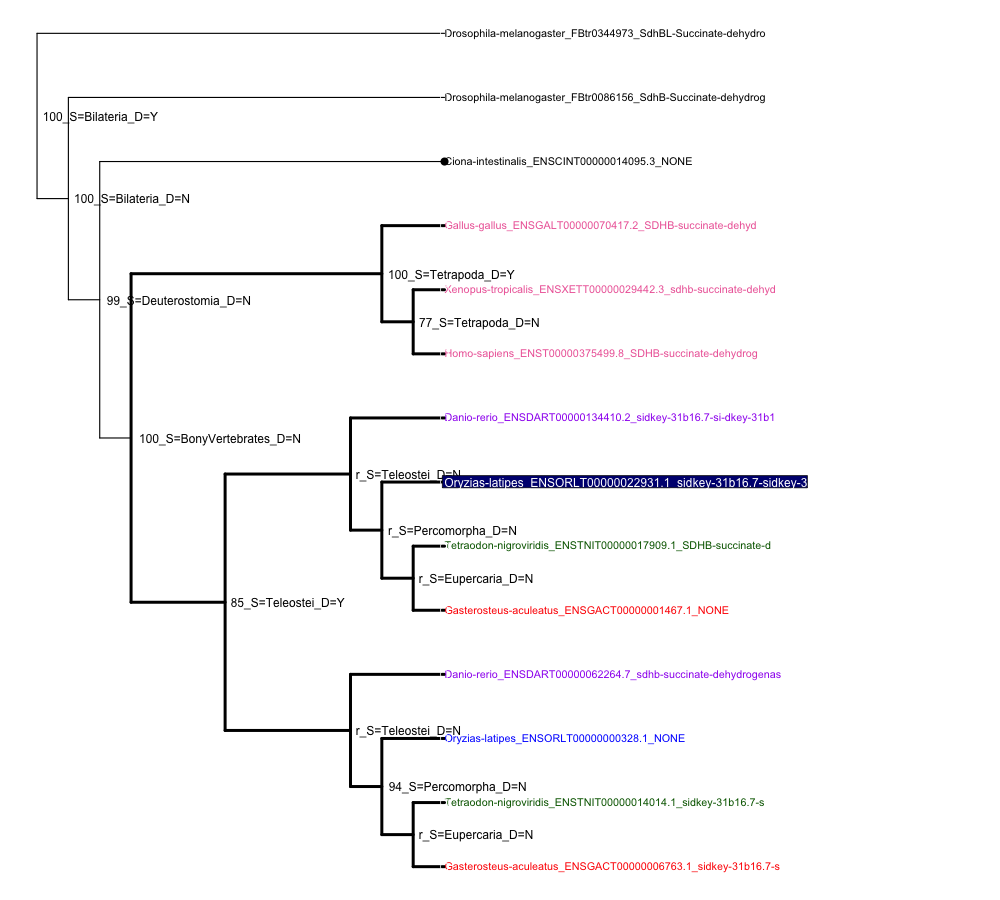 Drosophila-melanogaster_FBtr0344973_SdhBL-Succinate-dehydro
Drosophila-melanogaster_FBtr0086156_SdhB-Succinate-dehydrog
100_S=Bilateria_D=Y
Ciona-intestinalis_ENSCINT00000014095.3_NONE
100_S=Bilateria_D=N
Gallus-gallus_ENSGALT00000070417.2_SDHB-succinate-dehyd
100_S=Tetrapoda_D=Y
Xenopus-tropicalis_ENSXETT00000029442.3_sdhb-succinate-dehyd
99_S=Deuterostomia_D=N
77_S=Tetrapoda_D=N
Homo-sapiens_ENST00000375499.8_SDHB-succinate-dehydrog
Danio-rerio_ENSDART00000134410.2_sidkey-31b16.7-si-dkey-31b1
100_S=BonyVertebrates_D=N
r_S=Teleostei_D=N
Oryzias-latipes_ENSORLT00000022931.1_sidkey-31b16.7-sidkey-3
r_S=Percomorpha_D=N
Tetraodon-nigroviridis_ENSTNIT00000017909.1_SDHB-succinate-d
r_S=Eupercaria_D=N
85_S=Teleostei_D=Y
Gasterosteus-aculeatus_ENSGACT00000001467.1_NONE
Danio-rerio_ENSDART00000062264.7_sdhb-succinate-dehydrogenas
r_S=Teleostei_D=N
Oryzias-latipes_ENSORLT00000000328.1_NONE
94_S=Percomorpha_D=N
Tetraodon-nigroviridis_ENSTNIT00000014014.1_sidkey-31b16.7-s
r_S=Eupercaria_D=N
Gasterosteus-aculeatus_ENSGACT00000006763.1_sidkey-31b16.7-s